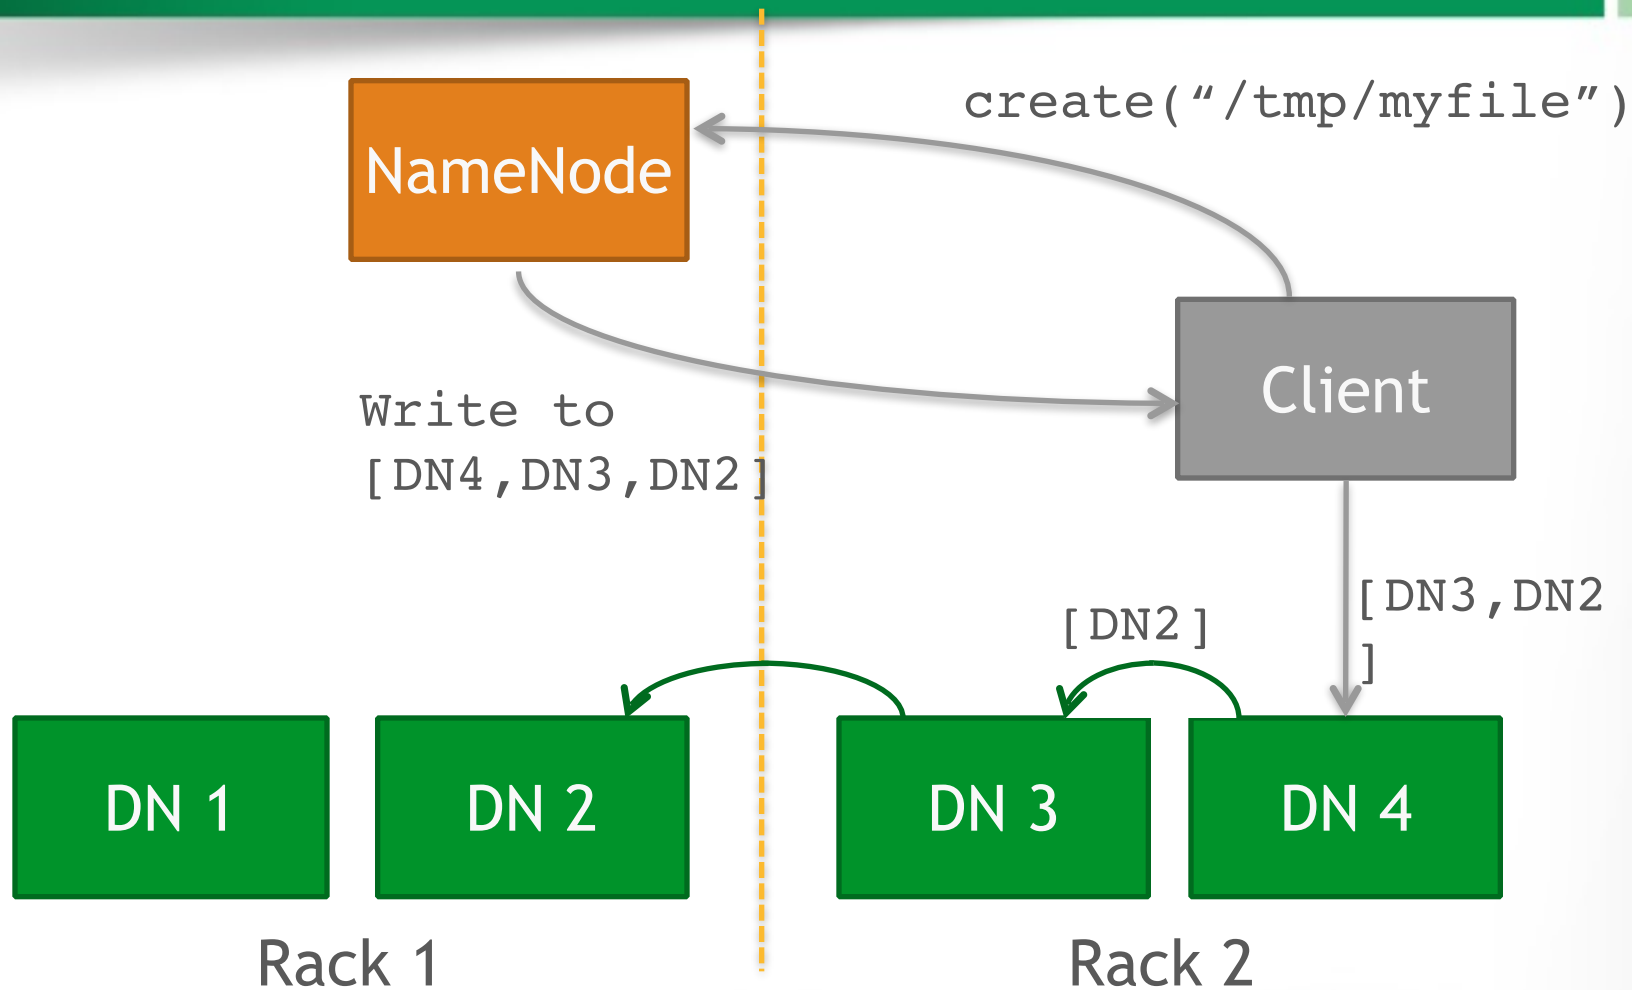 create(“/tmp/myfile”)
NameNode
Client
Write to
[DN4,DN3,DN2]
[DN3,DN2
]
[DN2]
DN 1
DN 2
DN 3
DN 4
Rack 1
Rack 2